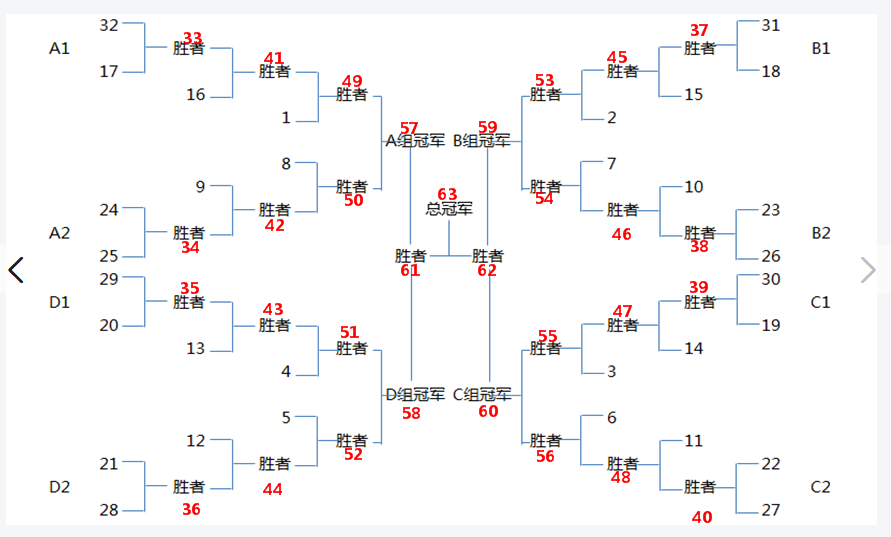 32 33 37 31
A1 胜者 41 45 胜者 B1
17 胜者 49 53 胜者 18
16 胜者 胜者 15
1 57 59 2
8 A组冠军 B组冠军 7
9 胜者 63 胜者 10
24 胜者 50 总冠军 54 胜者 23
A2 胜者 42 46 胜者 B2
34 38
25 胜者 胜者 26
29 35 61 62 39 30
D1 胜者 43 47 胜者 C1
20 胜者 51 55 胜者 19
13 胜者 胜者 14
4 3
D组冠军 C组冠军
5 58 60 6
12 胜者 胜者 11
21 胜者 52 56 胜者 22
D2 胜者 44 48 胜者 C2
28 36 40 27